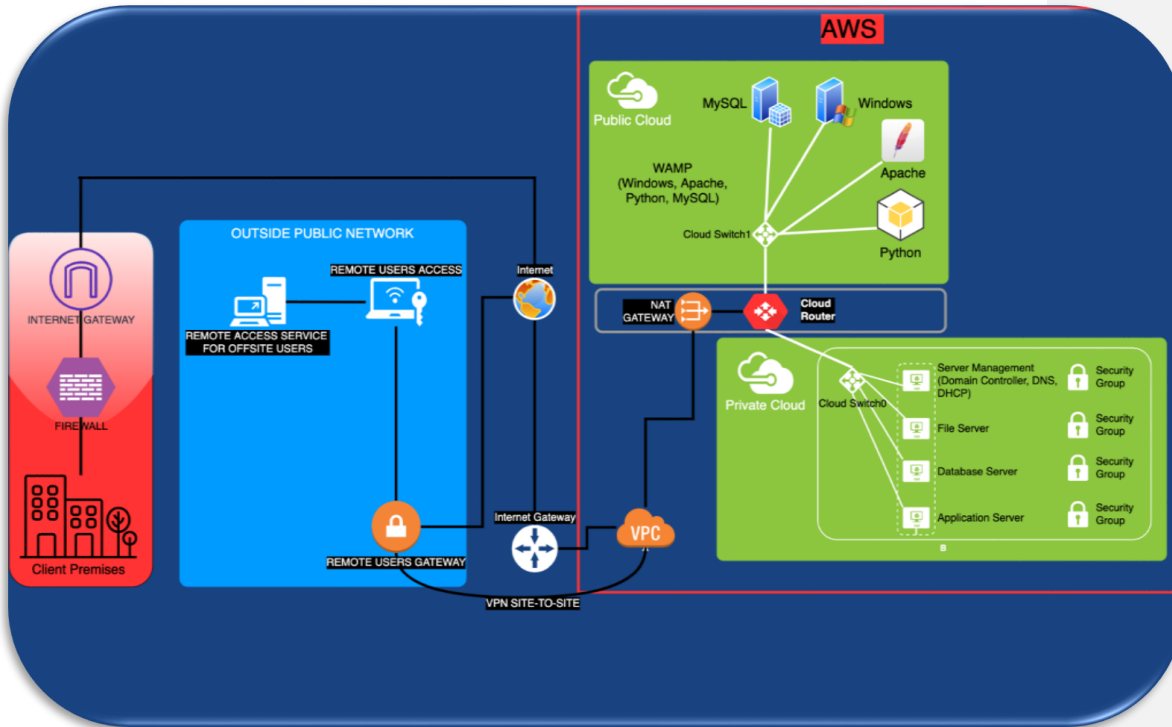 AWS
Public Cloud
MySQL
Windows
WAMP
(Windows, Apache,
Python, MySQL)
Apache
Cloud Switch1
Python
INTERNET GATEWAY
FIREWALL
Client Premises
OUTSIDE PUBLIC NETWORK
REMOTE USERS ACCESS
REMOTE ACCESS SERVICE
FOR OFFSITE USERS
REMOTE USERS GATEWAY
Internet
Internet Gateway
VPN SITE-TO-SITE
VPC
NAT
GATEWAY
Cloud
Router
Private Cloud
Cloud Switch0
Server Management
(Domain Controller, DNS,
DHCP)
Security
Group
File Server
Security
Group
Database Server
Security
Group
Application Server
Security
Group
B